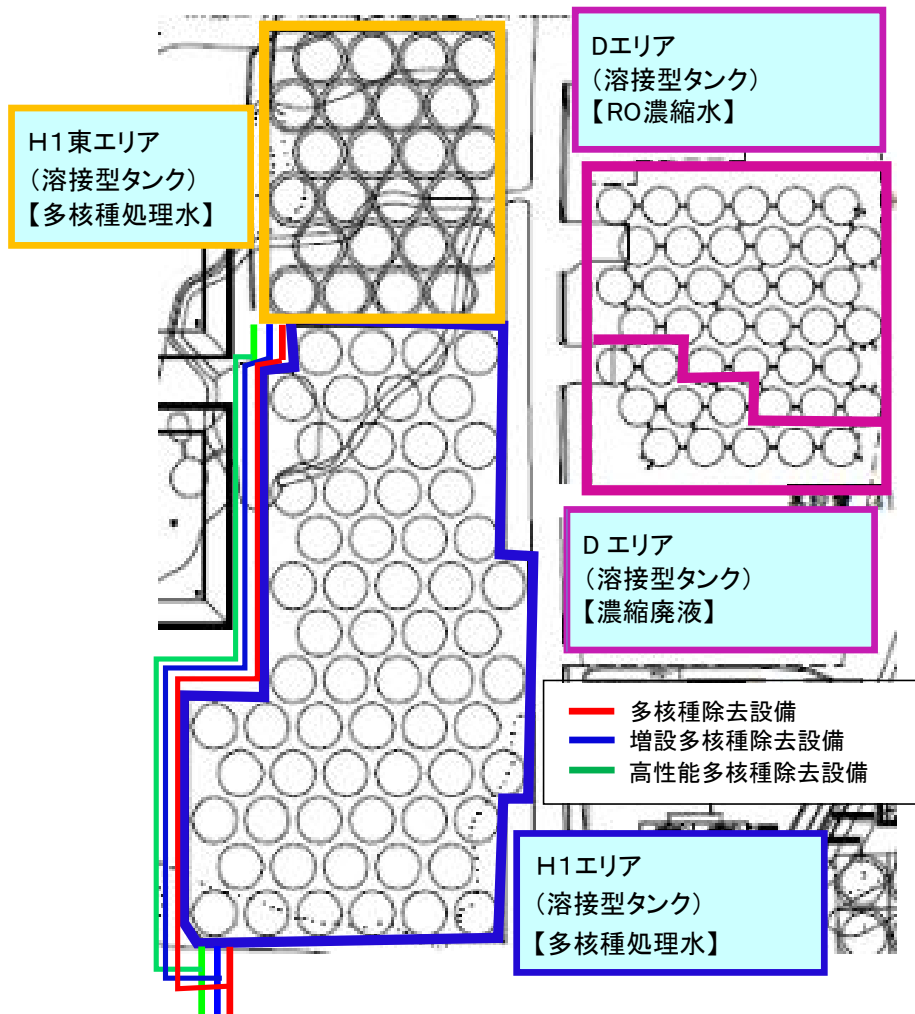 Dエリア
(溶接型タンク)
【RO濃縮水】
H1東エリア
(溶接型タンク)
【多核種処理水】
D エリア
(溶接型タンク)
【濃縮廃液】
多核種除去設備
増設多核種除去設備
高性能多核種除去設備
H1エリア
(溶接型タンク)
【多核種処理水】